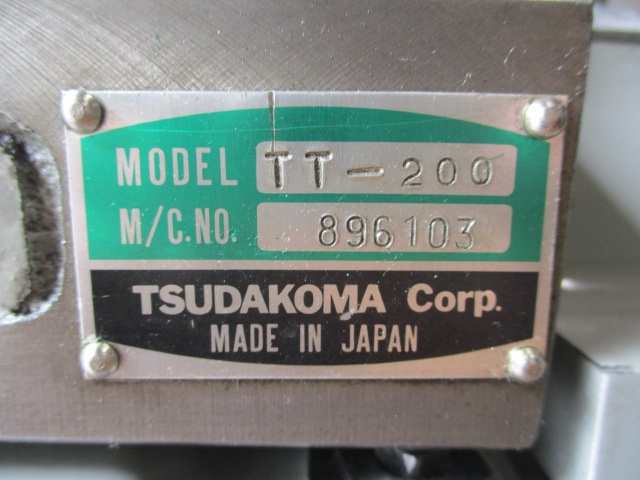 MODEL TT-200
M/C.NO. 896103
TSUDAKOMA Corp.
MADE IN JAPAN